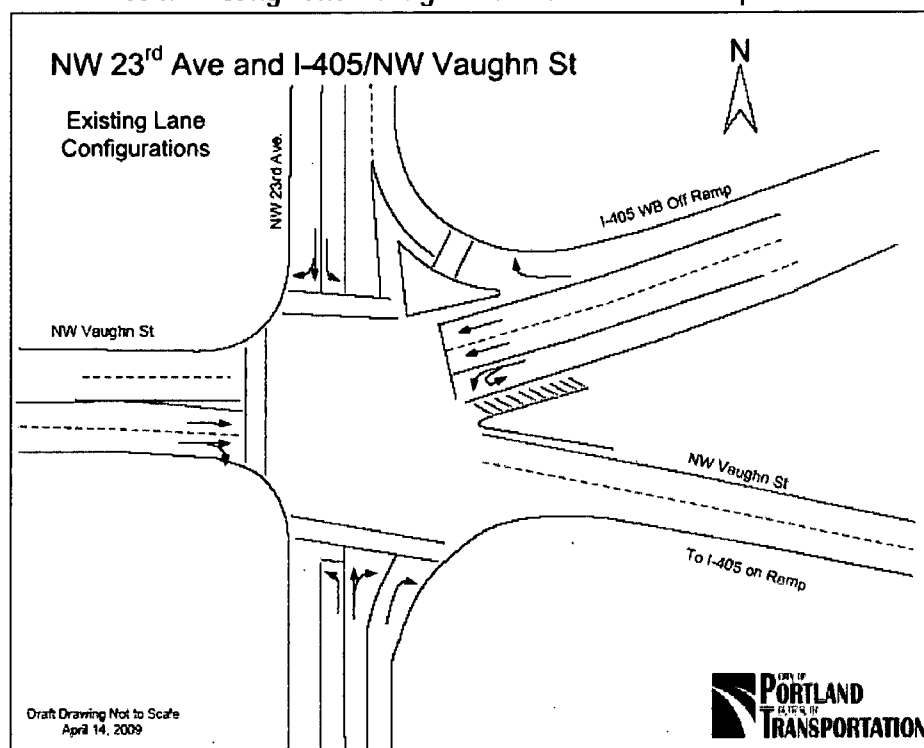 NW 23rd Ave and I-405/NW Vaughn St
N
Existing Lane
Configurations
NW 23rd Ave.
I-405 WB Off Ramp
NW Vaughn St
NW Vaughn St
To I-405 on Ramp
Draft Drawing Not to Scale
April 14, 2009
CITY OF
PORTLAND
TRANSPORTATION